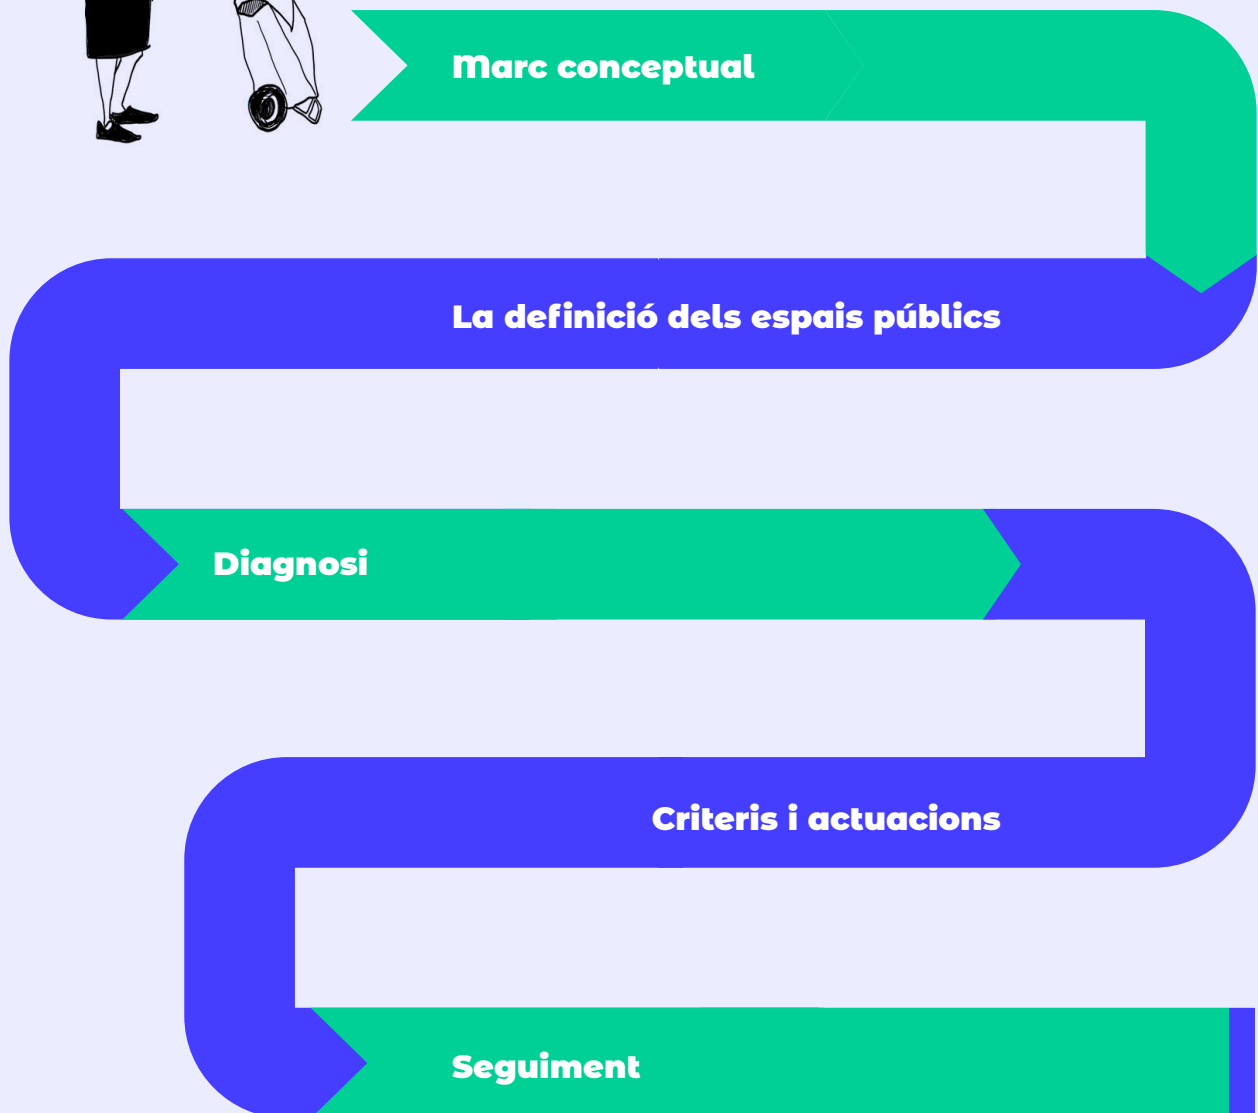 Marc conceptual
La definició dels espais públics
Diagnosi
Criteris i actuacions
Seguiment